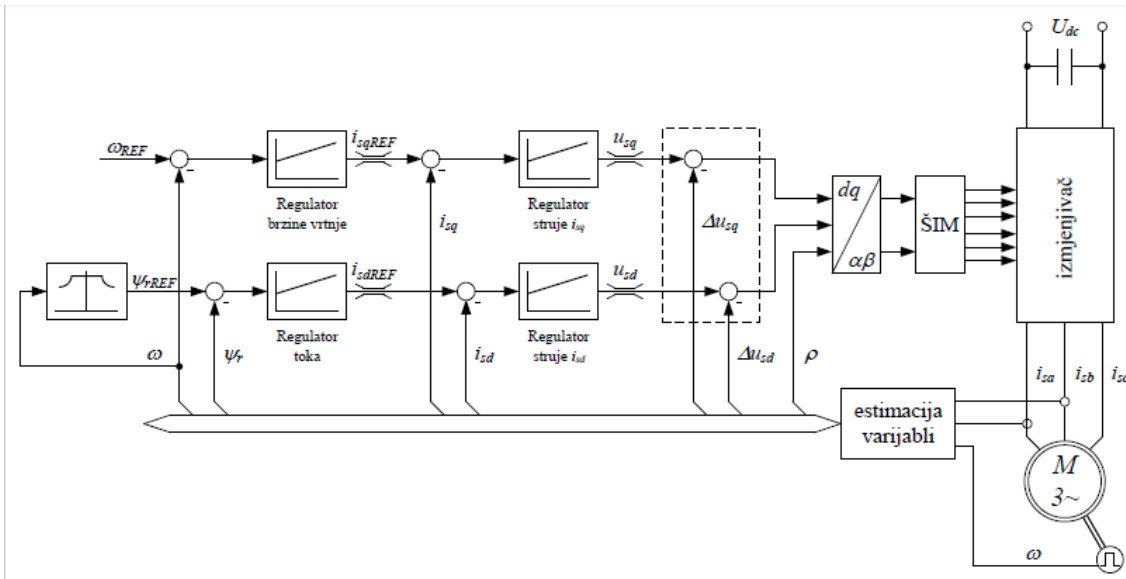 U_dc
ω_REF
i_sqREF
u_sq
Regulator
brzine vrtnje
i_sq
Regulator
struje i_sq
Δu_sq
dq
αβ
ŠIM
izmjenjivač
ψ_rREF
i_sdREF
u_sd
ω
ψ_r
Regulator
toka
i_sd
Regulator
struje i_sd
Δu_sd
ρ
i_sa
i_sb
estimacija
varijabli
M
3~
ω